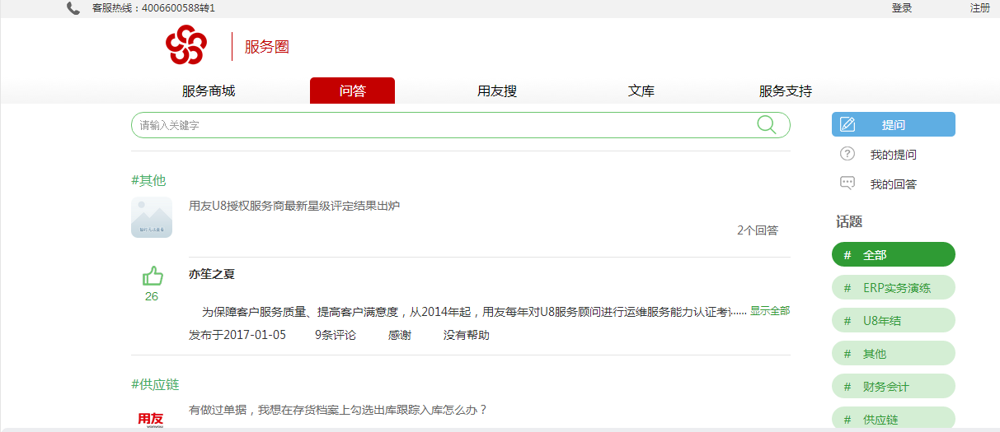 客服热线：4006600588转1
登录
注册
服务圈
服务商城
问答
用友搜
文库
服务支持
请输入关键字
提问
我的提问
我的回答
#其他
用友U8授权服务商最新星级评定结果出炉
2个回答
话题
# 全部
亦笙之夏
26
# ERP实务演练
为保障客户服务质量、提高客户满意度，从2014年起，用友每年对U8服务顾问进行运维服务能力认证考试...... 显示全部
# U8年结
发布于2017-01-05 9条评论 感谢 没有帮助
# 其他
#供应链
# 财务会计
用友
有做过单据，我想在存货档案上勾选出库跟踪入库怎么办？
# 供应链